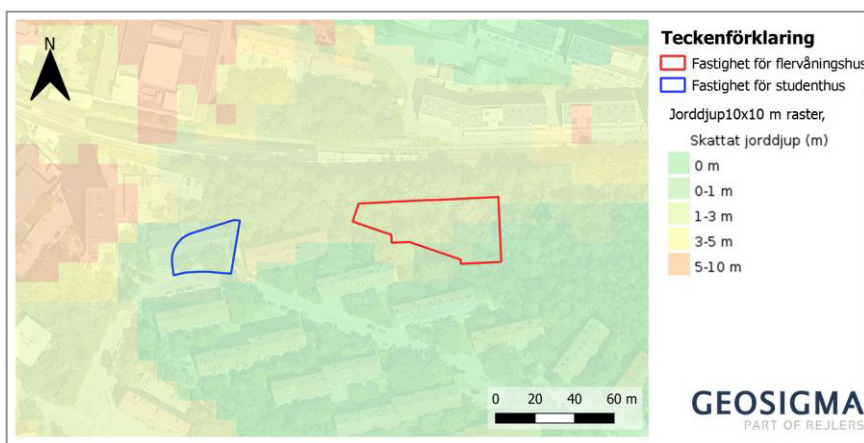 N
Teckenförklaring
Fastighet för flervåningshus
Fastighet för studenthus
Jorddjup10x10 m raster,
Skattat jorddjup (m)
0 m
0-1 m
1-3 m
3-5 m
5-10 m
0 20 40 60 m
GEOSIGMA
PART OF REJLERS